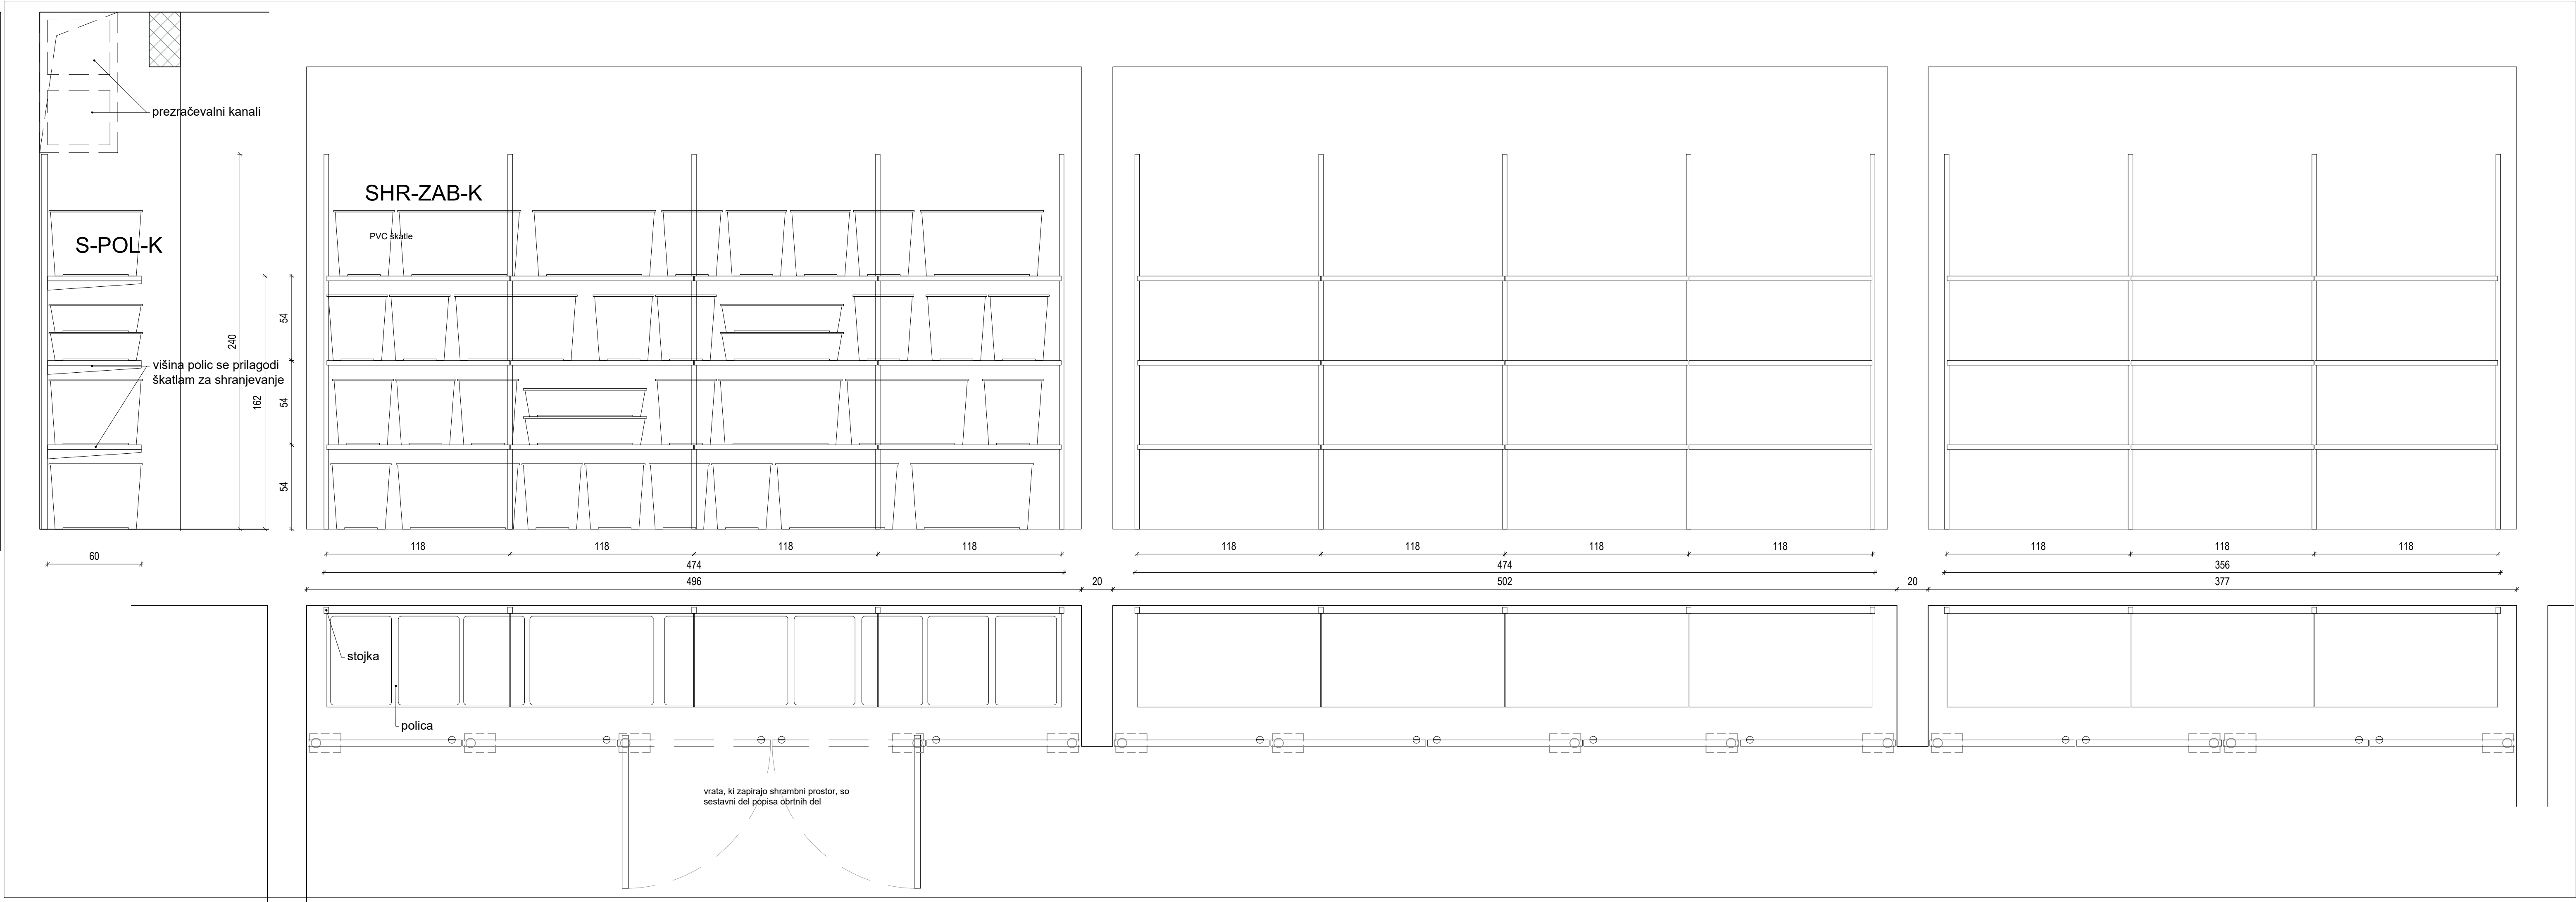 prezračevalni kanali
SHR-ZAB-K
PVC škatle
S-POL-K
višina polic se prilagodi
škatlam za shranjevanje
240
162
54
54
54
60
118 118 118 118
474
496
20
118 118 118 118
474
502
20
118 118 118
356
377
stojka
polica
vrata, ki zapirajo shrambni prostor, so
sestavni del popisa obrtnih del